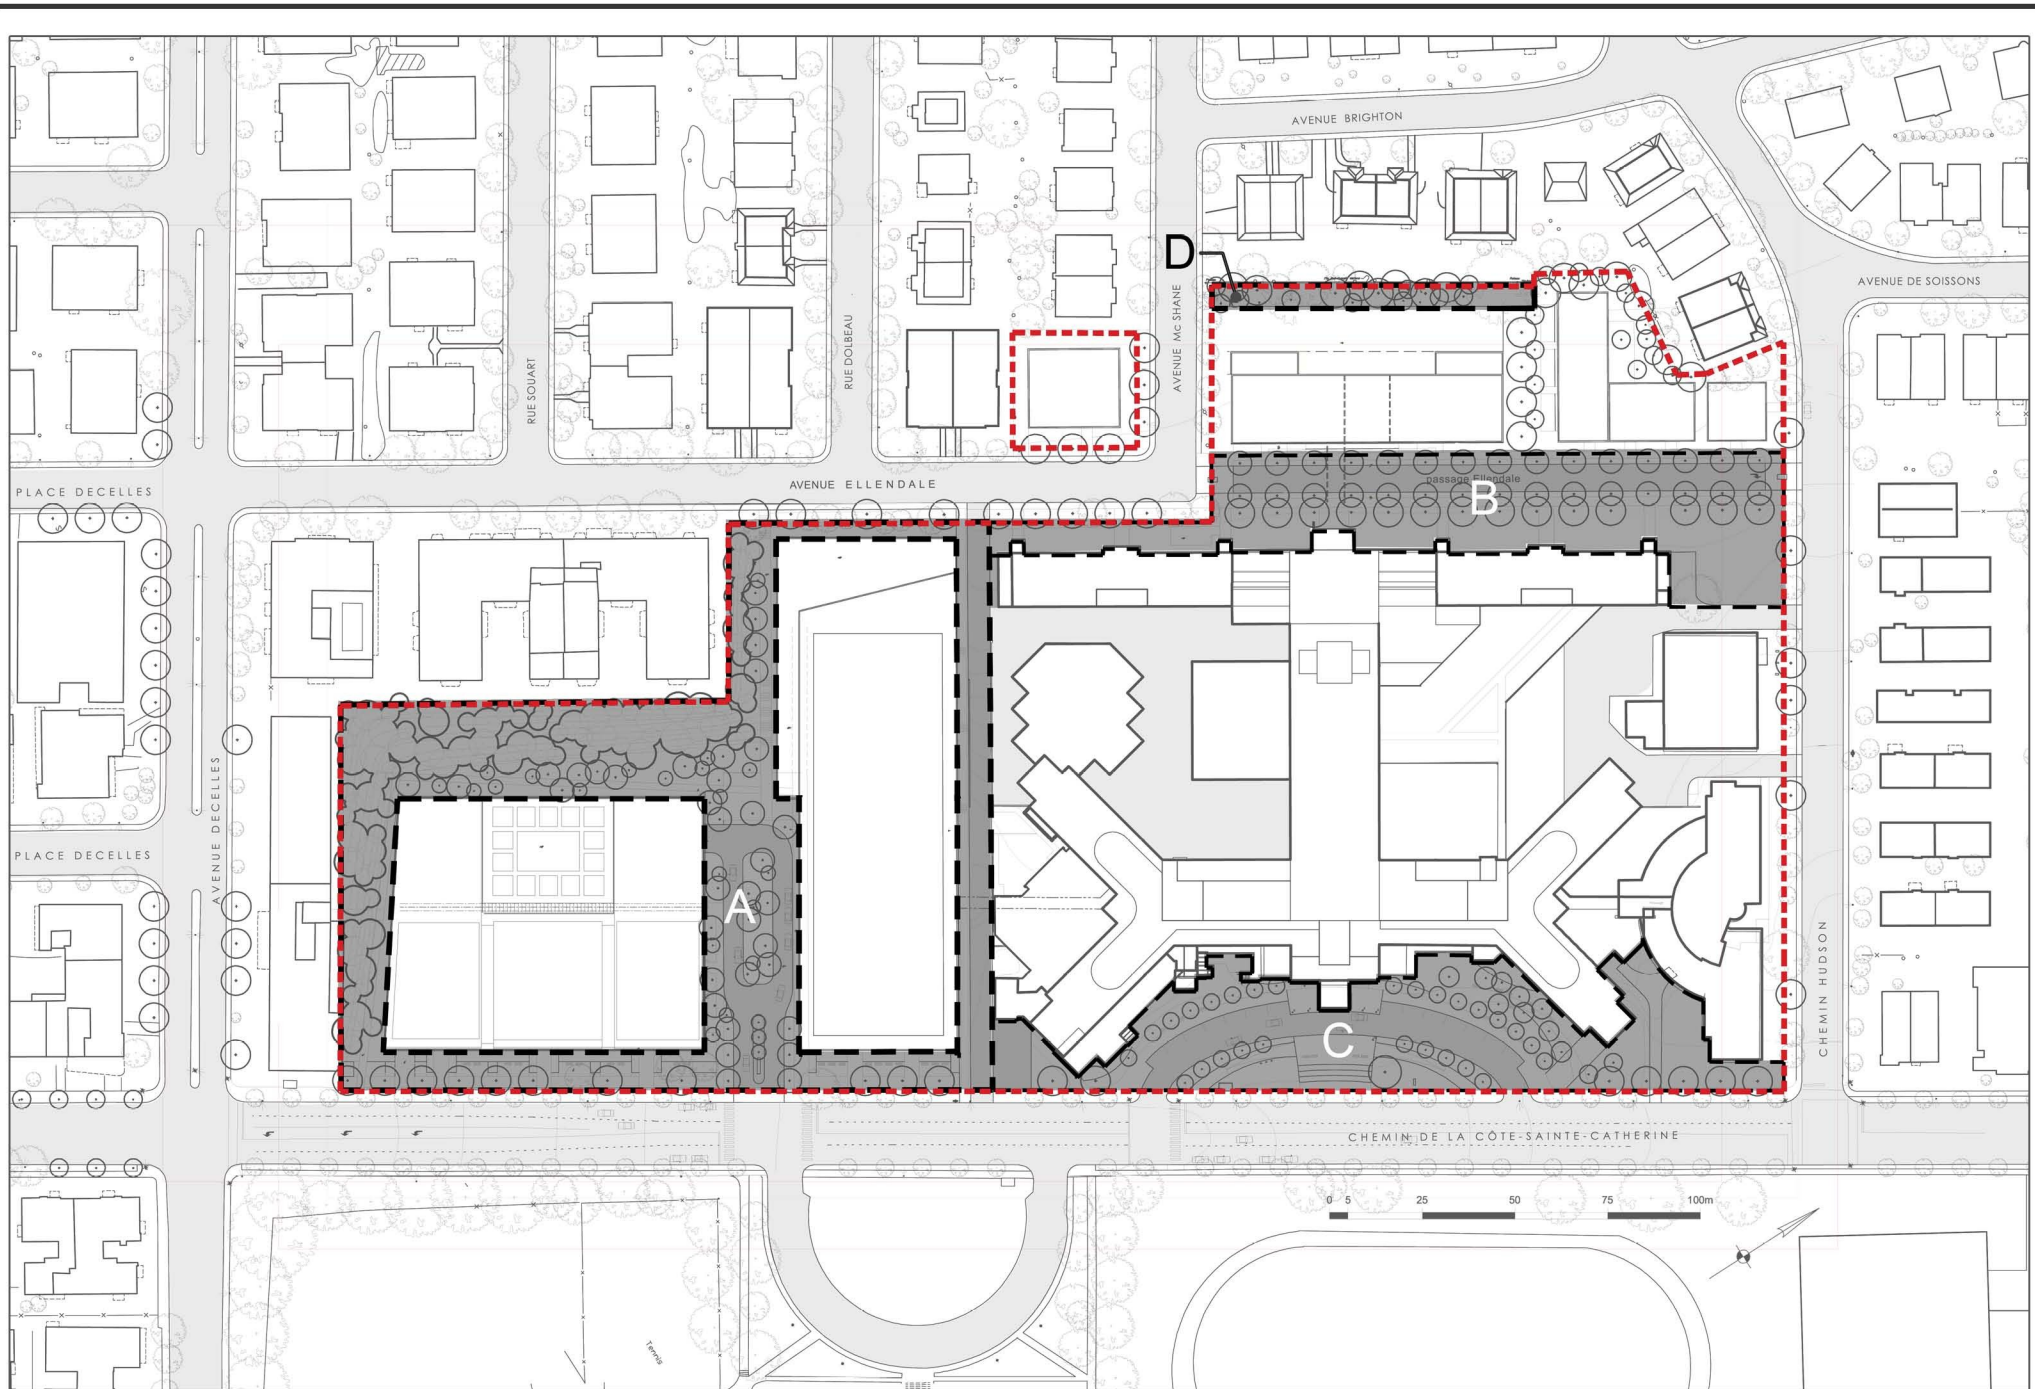 AVENUE BRIGHTON
D
AVENUE DE SOISSONS
AVENUE Mc SHANE
RUE DOLBEAU
RUE SOUART
PLACE DECELLES
AVENUE ELLENDALE
passage Ellendale
B
AVENUE DECELLES
PLACE DECELLES
A
C
CHEMIN HUDSON
CHEMIN DE LA CÔTE-SAINTE-CATHERINE
0 5 25 50 75 100m
Tennis